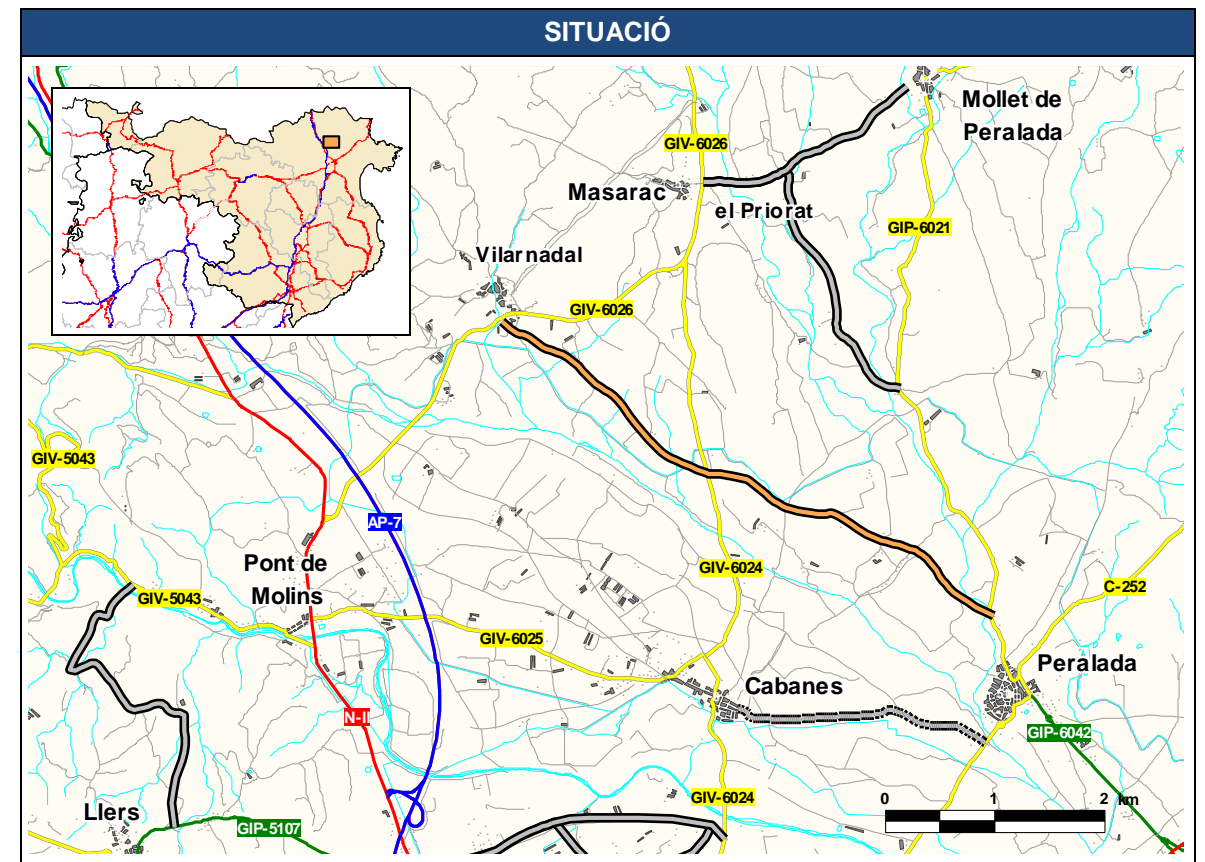 SITUACIÓ
Mollet de
Peralada
GIV-6026
Masarac
el Priorat
GIP-6021
Vilarnadal
GIV-6026
GIV-5043
AP-7
Pont de
Molins
GIV-6024
C-252
GIV-5043
GIV-6025
Peralada
Cabanes
N-II
GIP-6042
GIV-6024
0 1 2 km
Llers
GIP-5107